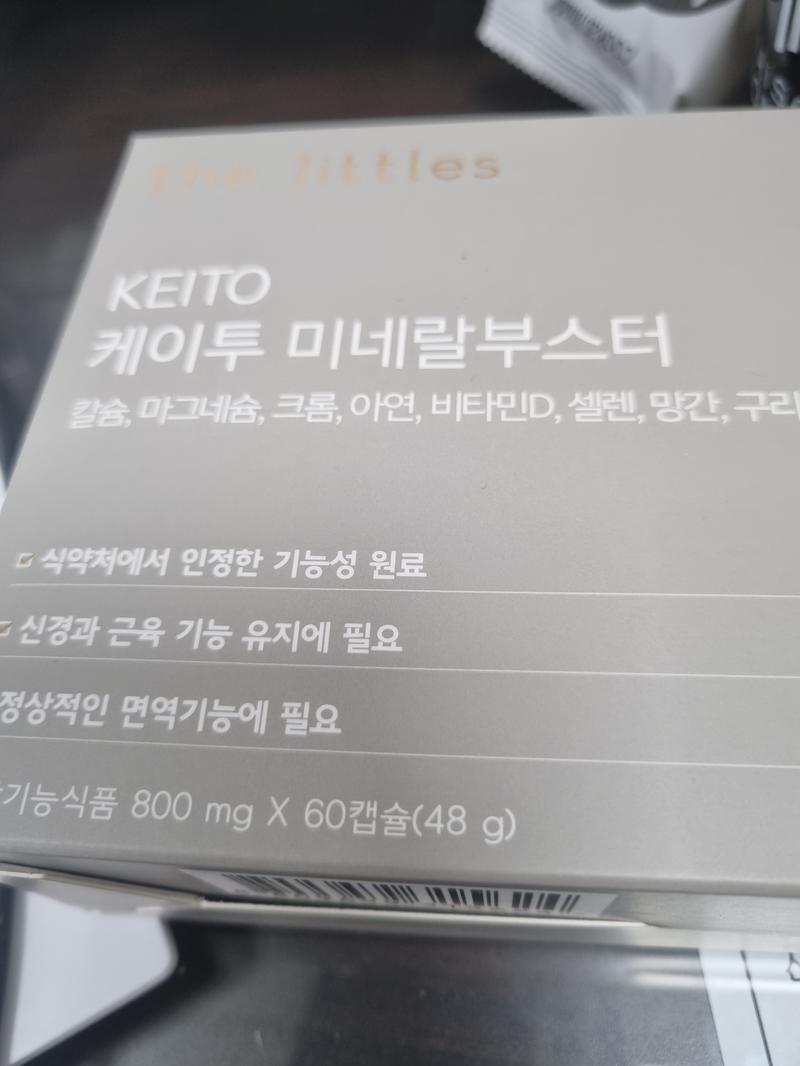 the littles
KEITO
케이투 미네랄부스터
칼슘, 마그네슘, 크롬, 아연, 비타민D, 셀렌, 망간, 구리
식약처에서 인정한 기능성 원료
신경과 근육 기능 유지에 필요
정상적인 면역기능에 필요
기능식품 800 mg X 60캡슐(48 g)